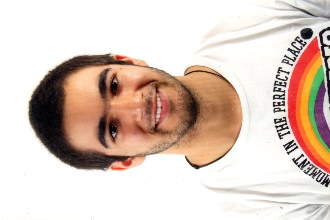 MOMENT IN THE PERFECT PLACE